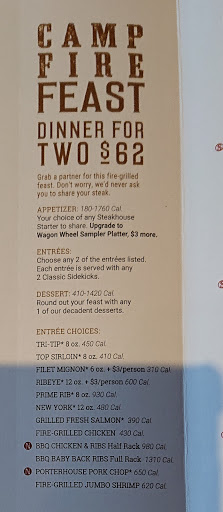 CAMP
FIRE
FEAST
DINNER FOR
TWO $62
Grab a partner for this fire-grilled
feast. Don't worry, we'd never ask
you to share your steak.
APPETIZER: 180-1760 Cal.
Your choice of any Steakhouse
Starter to share. Upgrade to
Wagon Wheel Sampler Platter, $3 more.
ENTRÉES:
Choose any 2 of the entrées listed.
Each entrée is served with any
2 Classic Sidekicks.
DESSERT: 410-1420 Cal.
Round out your feast with any
1 of our decadent desserts.
ENTRÉE CHOICES:
TRI-TIP* 8 oz. 450 Cal.
TOP SIRLOIN* 8 oz. 410 Cal.
FILET MIGNON* 6 oz. + $3/person 310 Cal.
RIBEYE* 12 oz. + $3/person 600 Cal.
PRIME RIB* 8 oz. 930 Cal.
NEW YORK* 12 oz. 480 Cal.
GRILLED FRESH SALMON* 390 Cal.
FIRE-GRILLED CHICKEN 430 Cal.
N BBQ CHICKEN & RIBS Half Rack 980 Cal.
BBQ BABY BACK RIBS Full Rack 1310 Cal.
N PORTERHOUSE PORK CHOP* 650 Cal.
FIRE-GRILLED JUMBO SHRIMP 620 Cal.